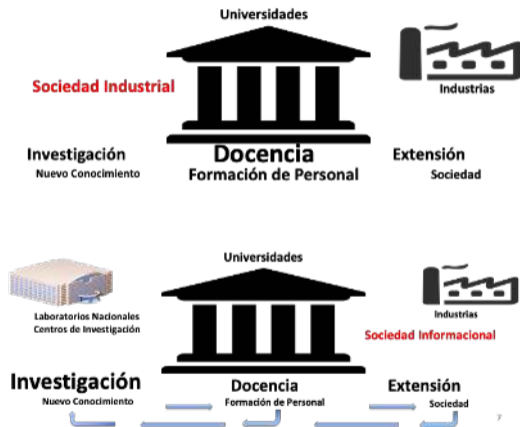 Universidades
Sociedad Industrial
Industrias
Investigación
Docencia
Extensión
Nuevo Conocimiento
Formación de Personal
Sociedad
Universidades
Laboratorios Nacionales
Centros de Investigación
Industrias
Sociedad Informacional
Investigación
Docencia
Extensión
Nuevo Conocimiento
Formación de Personal
Sociedad
7